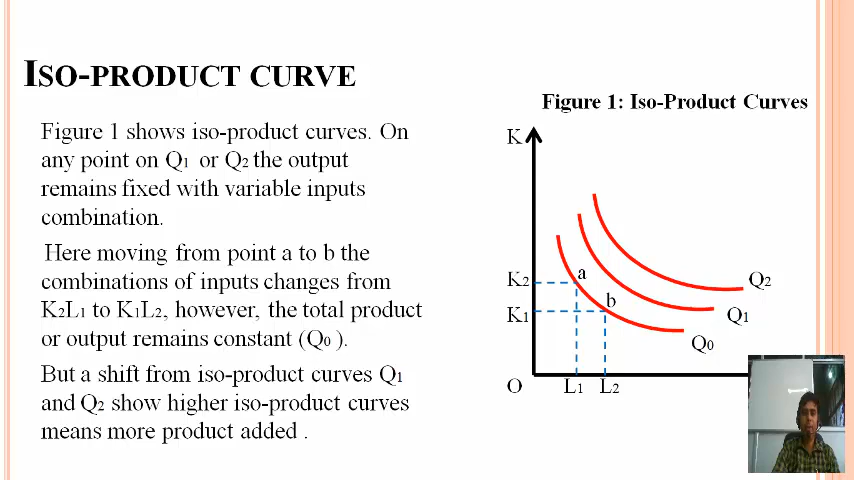 ISO-PRODUCT CURVE
Figure 1 shows iso-product curves. On
any point on Q1 or Q2 the output
remains fixed with variable inputs
combination.
Here moving from point a to b the
combinations of inputs changes from
K2L1 to K1L2, however, the total product
or output remains constant (Q0 ).
But a shift from iso-product curves Q1
and Q2 show higher iso-product curves
means more product added .
Figure 1: Iso-Product Curves
K
K2
K1
O
L1
L2
a
b
Q2
Q1
Q0